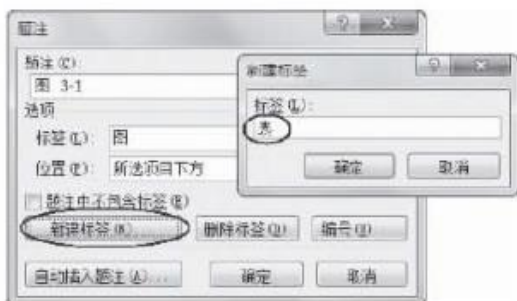 题注
题注(C):
图 3-1
选项
标签(L): 图
位置(P): 所选项目下方
题注中不包含标签(E)
新建标签(N)... 删除标签(D) 编号(U)
自动插入题注(A)... 确定 取消
新建标签
标签(L):
表
确定 取消